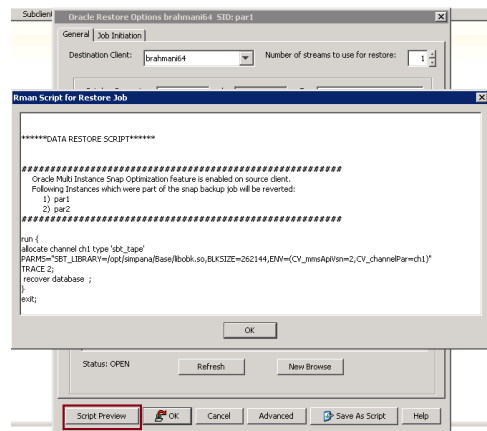 Subclient
Oracle Restore Options brahmani64 SID: par1
General
Job Initiation
Destination Client:
brahmani64
Number of streams to use for restore:
1
Rman Script for Restore Job
******DATA RESTORE SCRIPT******
##########################################################
Oracle Multi Instance Snap Optimization feature is enabled on source client.
Following Instances which were part of the snap backup job will be reverted:
1) par1
2) par2
##########################################################
run {
allocate channel ch1 type 'sbt_tape'
PARMS="SBT_LIBRARY=/opt/simpana/Base/libobk.so,BLKSIZE=262144,ENV=(CV_mmsApiVsn=2,CV_channelPar=ch1)"
TRACE 2;
recover database ;
}
exit;
OK
Status: OPEN
Refresh
New Browse
Script Preview
OK
Cancel
Advanced
Save As Script
Help